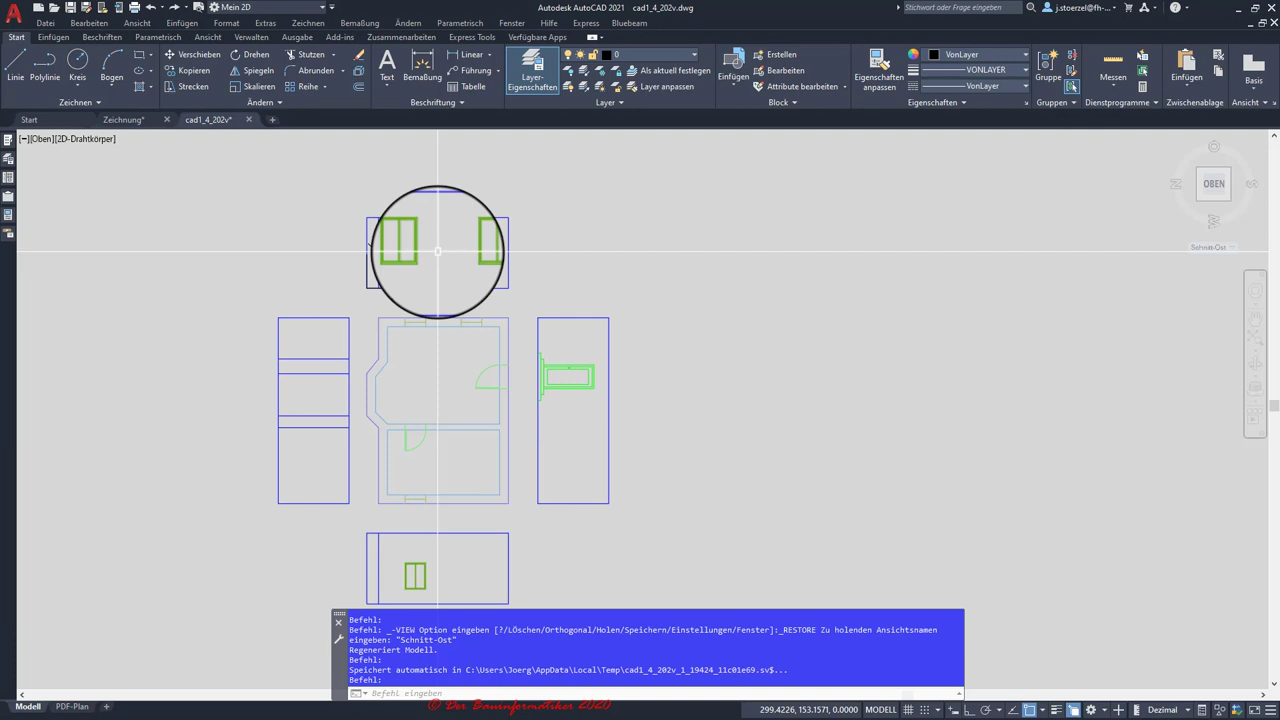 Mein 2D
Autodesk AutoCAD 2021 cad1_4_202v.dwg
Stichwort oder Frage eingeben
j.stoerzel@fh-...
Datei Bearbeiten Ansicht Einfügen Format Extras Zeichnen Bemaßung Ändern Parametrisch Fenster Express Bluebeam
Start Einfügen Beschriften Parametrisch Ansicht Verwalten Ausgabe Add-ins Zusammenarbeiten Express Tools Verfügbare Apps
Linie Polylinie Kreis Bogen
Verschieben Drehen Stutzen
Kopieren Spiegeln Abrunden
Strecken Skalieren Reihe
Text Bemaßung
Linear
Führung
Tabelle
Layer-
Eigenschaften
0
Als aktuell festlegen
Layer anpassen
Einfügen
Erstellen
Bearbeiten
Attribute bearbeiten
Eigenschaften
anpassen
VonLayer
VONLAYER
VonLayer
Gruppe
Messen
Einfügen
Basis
Zeichnen Ändern Beschriftung Layer Block Eigenschaften Gruppen Dienstprogramme Zwischenablage Ansicht
Start Zeichnung* cad1_4_202v*
[−][Oben][2D-Drahtkörper]
OBEN
Schnitt-Ost
Befehl:
Befehl: _-VIEW Option eingeben [?/LÖschen/Orthogonal/Holen/Speichern/Einstellungen/Fenster]:_RESTORE Zu holenden Ansichtsnamen
eingeben: "Schnitt-Ost"
Regeneriert Modell.
Befehl:
Speichert automatisch in C:\Users\Joerg\AppData\Local\Temp\cad1_4_202v_1_19424_11c01e69.sv$...
Befehl:
Befehl eingeben
© Der Bauinformatiker 2020
Modell PDF-Plan
299.4226, 153.1571, 0.0000 MODELL
Dezimal